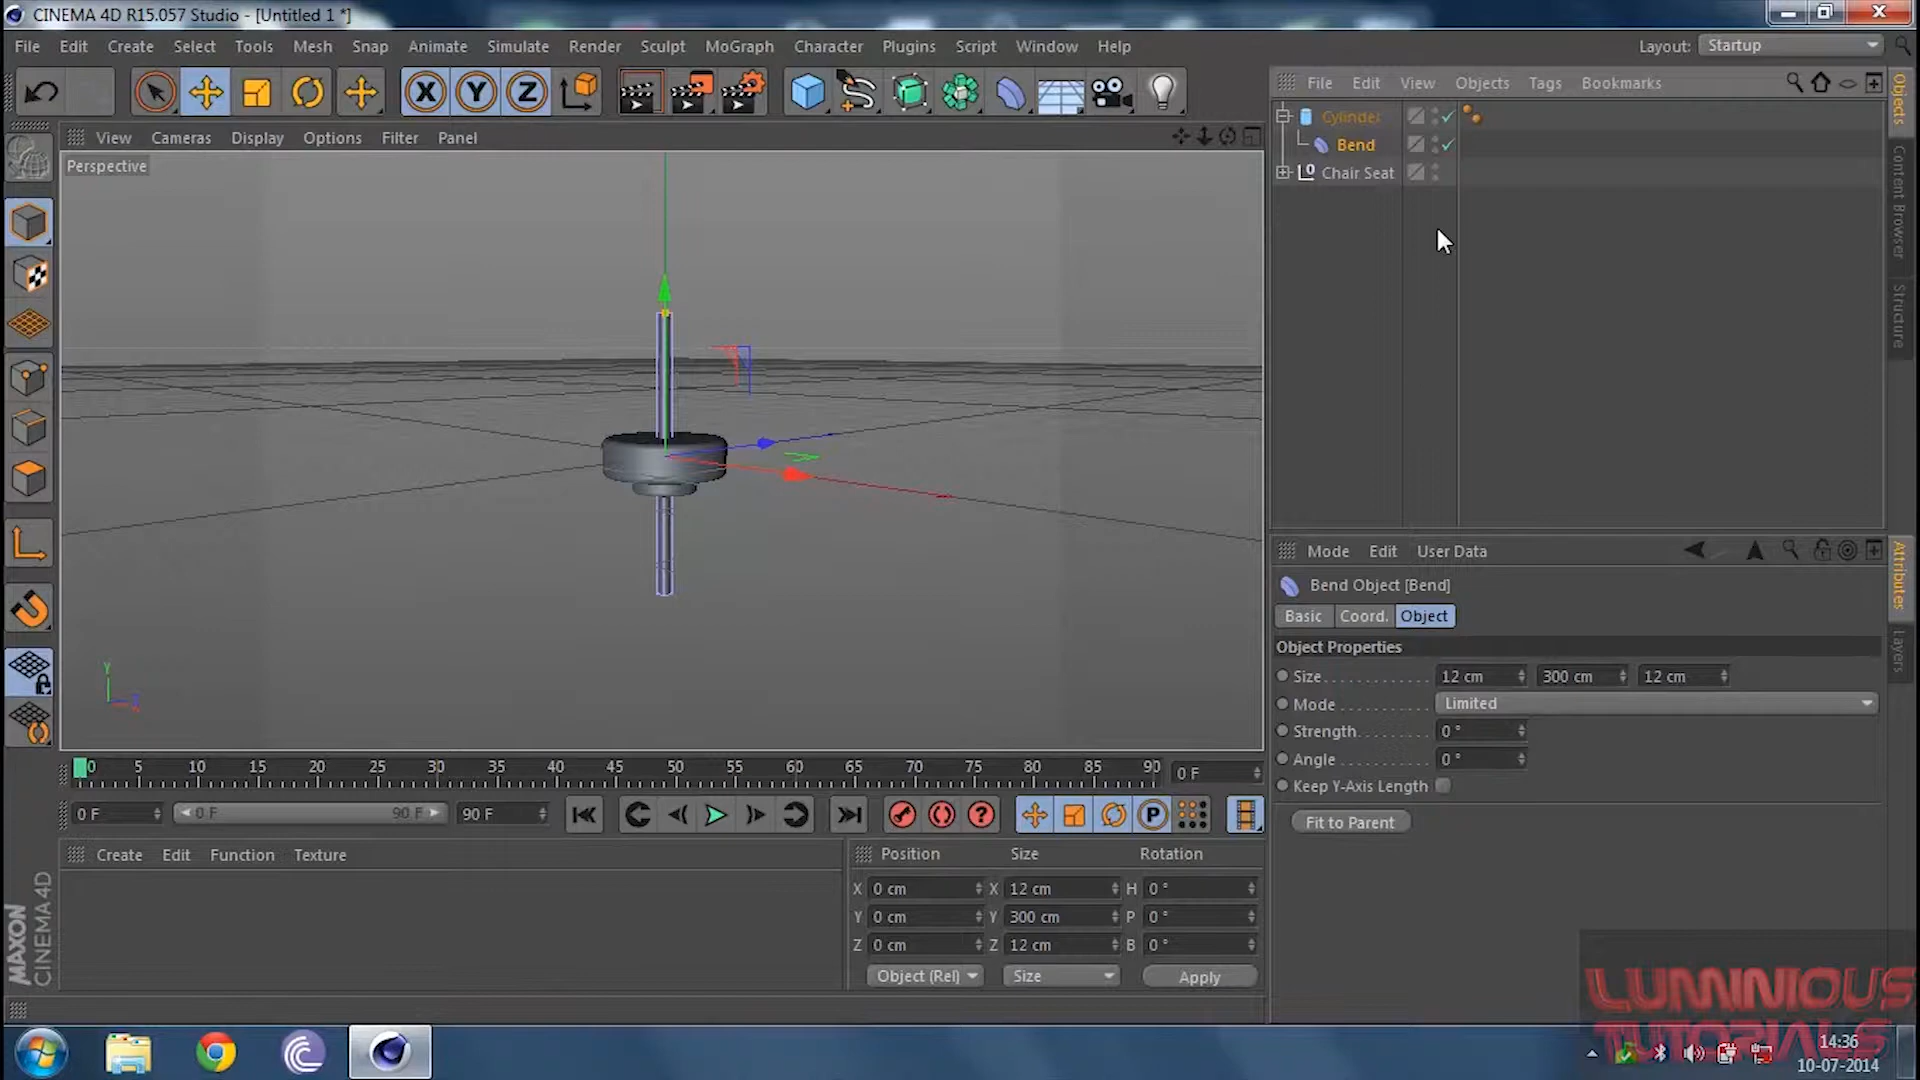 CINEMA 4D R15.057 Studio - [Untitled 1 *]
File Edit Create Select Tools Mesh Snap Animate Simulate Render Sculpt MoGraph Character Plugins Script Window Help Layout: Startup
X Y Z
File Edit View Objects Tags Bookmarks
View Cameras Display Options Filter Panel
Perspective
Cylinder
Bend
Chair Seat
Objects
Content Browser
Structure
Mode Edit User Data
Bend Object [Bend]
Basic Coord. Object
Object Properties
Size 12 cm 300 cm 12 cm
Mode Limited
Strength 0 °
Angle 0 °
Keep Y-Axis Length
Fit to Parent
Attributes
Layers
Y
0 5 10 15 20 25 30 35 40 45 50 55 60 65 70 75 80 85 90 0 F
0 F 0 F 90 F 90 F P
Create Edit Function Texture
Position Size Rotation
X 0 cm X 12 cm H 0 °
Y 0 cm Y 300 cm P 0 °
Z 0 cm Z 12 cm B 0 °
Object (Rel) Size Apply
MAXON
CINEMA 4D
LUMINIOUS
TUTORIALS
14:36
10-07-2014